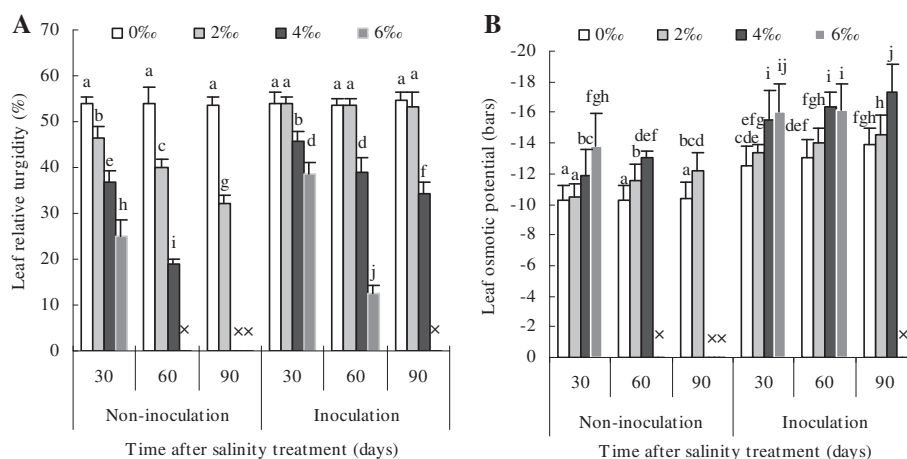 A
70
60
50
40
30
20
10
0
Leaf relative turgidity (%)
0‰ 2‰ 4‰ 6‰
a b e h a c i × a g ××
a a b d a a d j a a f ×
30 60 90 30 60 90
Non-inoculation Inoculation
Time after salinity treatment (days)
B
-20
-18
-16
-14
-12
-10
-8
-6
-4
-2
0
Leaf osmotic potential (bars)
0‰ 2‰ 4‰ 6‰
a a bc fgh a b def × a bcd ××
cde efg i ij def fgh i i fgh h j ×
30 60 90 30 60 90
Non-inoculation Inoculation
Time after salinity treatment (days)